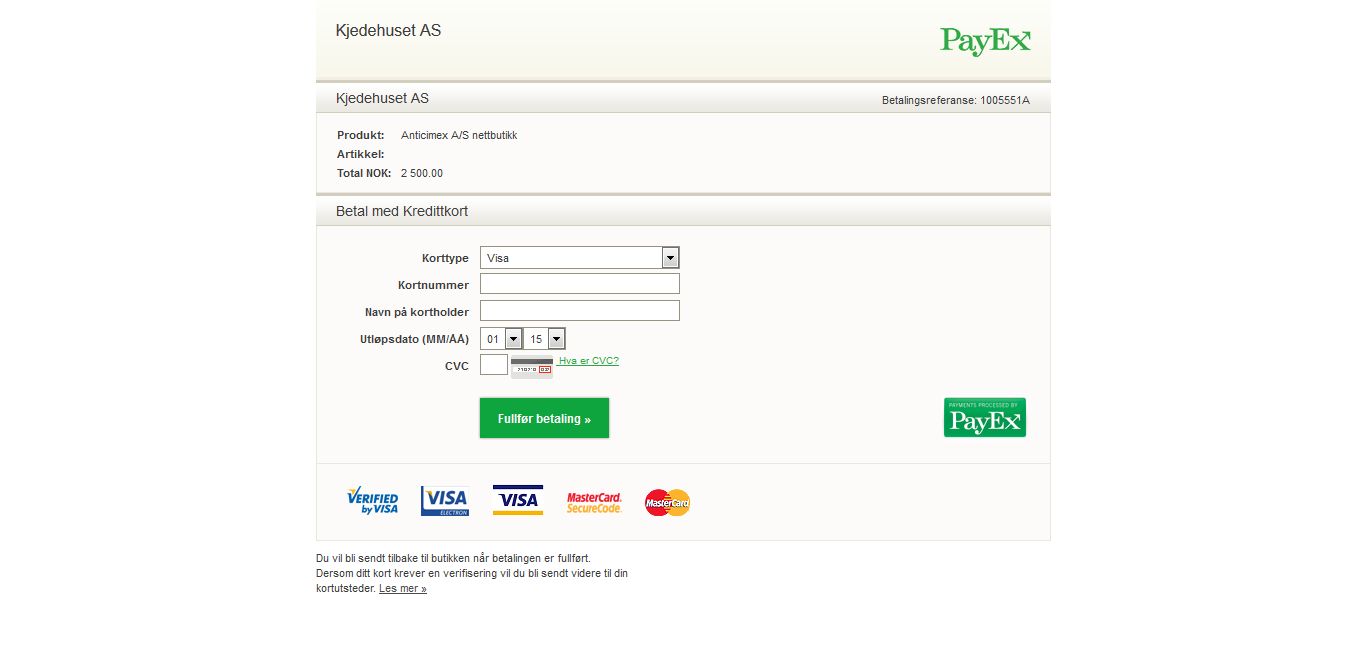 Kjedehuset AS
PayEx
Kjedehuset AS
Betalingsreferanse: 1005551A
Produkt: Anticimex A/S nettbutikk
Artikkel:
Total NOK: 2 500.00
Betal med Kredittkort
Korttype Visa
Kortnummer
Navn på kortholder
Utløpsdato (MM/ÅÅ) 01 15
CVC Hva er CVC?
Fullfør betaling »
PAYMENTS PROCESSED BY
PayEx
VERIFIED
by VISA
VISA
ELECTRON
VISA
MasterCard.
SecureCode.
MasterCard
Du vil bli sendt tilbake til butikken når betalingen er fullført.
Dersom ditt kort krever en verifisering vil du bli sendt videre til din
kortutsteder. Les mer »